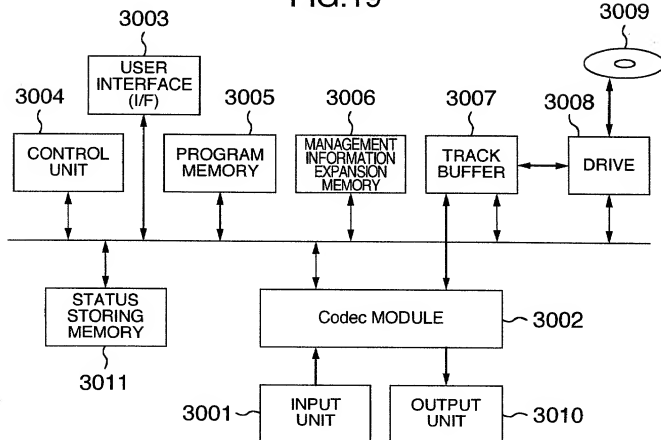 FIG.19
3009
3003
USER
INTERFACE
(I/F)
3004
3005
3006
3007
3008
CONTROL
UNIT
PROGRAM
MEMORY
MANAGEMENT
INFORMATION
EXPANSION
MEMORY
TRACK
BUFFER
DRIVE
STATUS
STORING
MEMORY
3011
Codec MODULE
3002
3001
INPUT
UNIT
OUTPUT
UNIT
3010